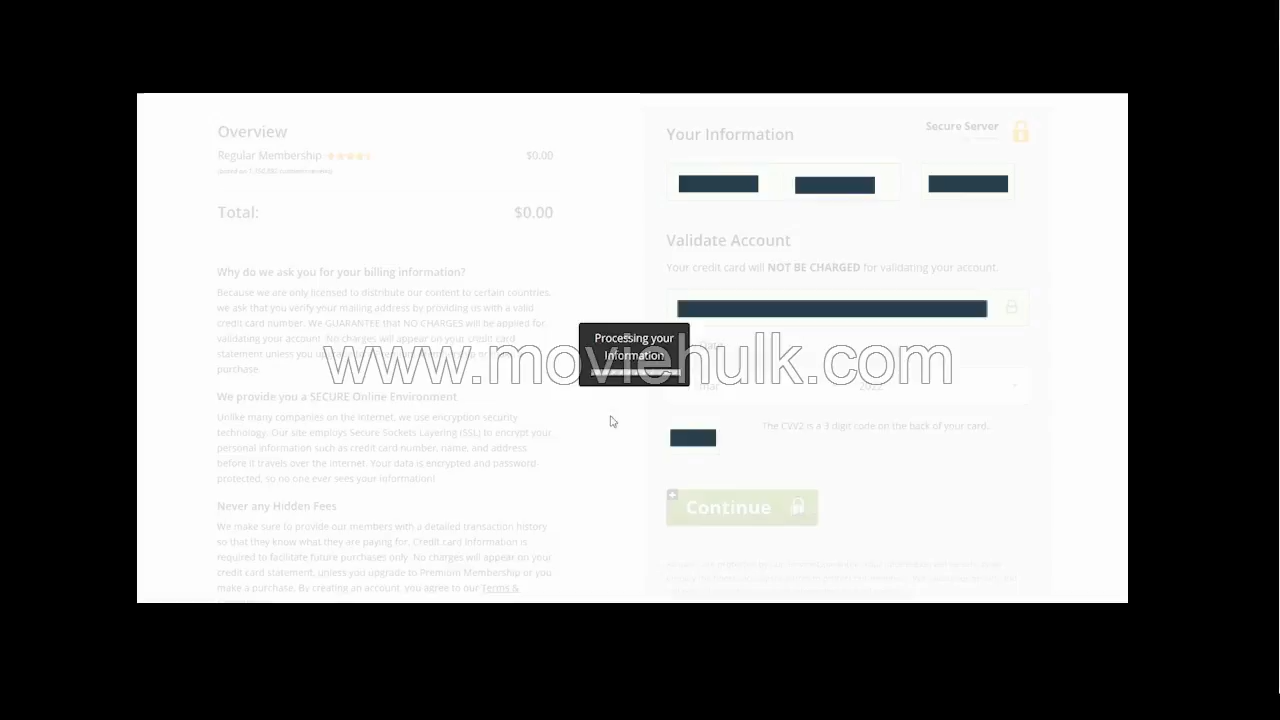 Overview
Regular Membership $0.00
Total: $0.00
Why do we ask you for your billing information?
Because we are only licensed to distribute our content to certain countries,
we ask that you verify your mailing address by providing us with a valid
credit card number. We GUARANTEE that NO CHARGES will be applied for
validating your account. No charges will appear on your credit card
statement unless you
purchase.
We provide you a SECURE Online Environment
Unlike many companies on the Internet, we use encryption security
technology. Our site employs Secure Sockets Layering (SSL) to encrypt your
personal information such as credit card number, name, and address
before it travels over the internet. Your data is encrypted and password-
protected, so no one ever sees your information!
Never any Hidden Fees
We make sure to provide our members with a detailed transaction history
so that they know what they are paying for. Credit card information is
required to facilitate future purchases only. No charges will appear on your
credit card statement, unless you upgrade to Premium Membership or you
make a purchase. By creating an account, you agree to our Terms &
Your Information
Secure Server
Validate Account
Your credit card will NOT BE CHARGED for validating your account.
Processing your
Information
www.moviehulk.com
Date
mar
The CVV2 is a 3 digit code on the back of your card.
Continue